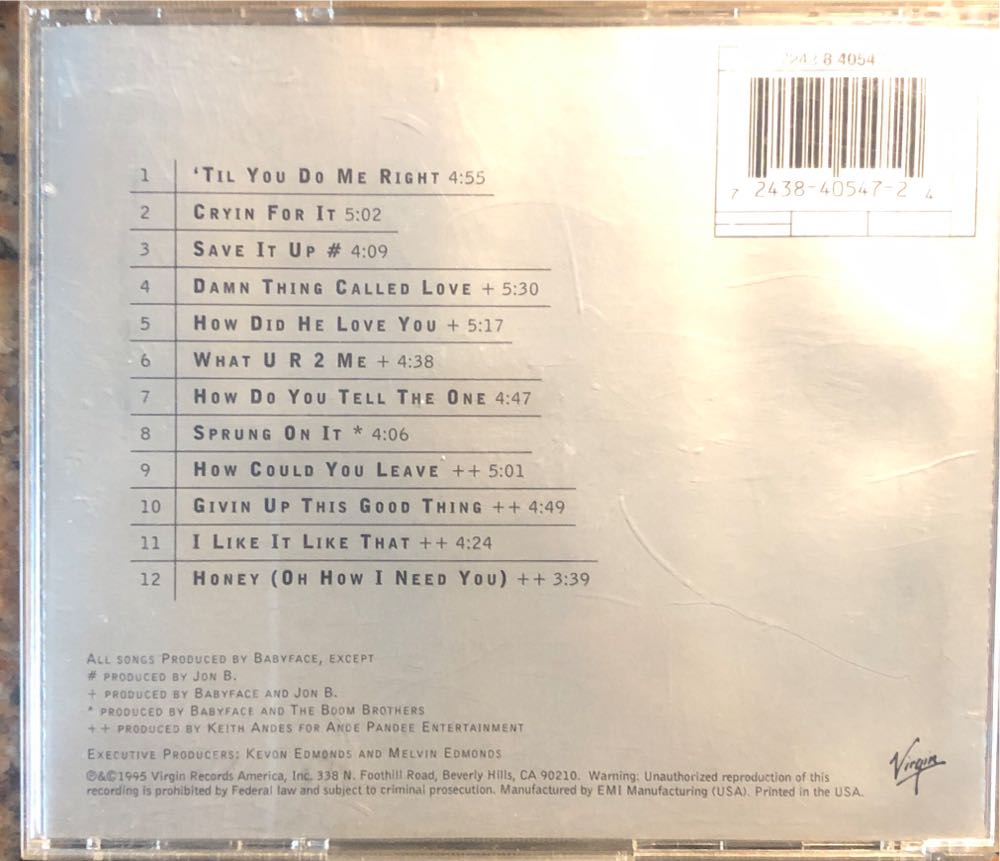 7243 8 4054
7 2438-40547-2 4
1 ‘Til You Do Me Right 4:55
2 Cryin For It 5:02
3 Save It Up # 4:09
4 Damn Thing Called Love + 5:30
5 How Did He Love You + 5:17
6 What U R 2 Me + 4:38
7 How Do You Tell The One 4:47
8 Sprung On It * 4:06
9 How Could You Leave ++ 5:01
10 Givin Up This Good Thing ++ 4:49
11 I Like It Like That ++ 4:24
12 Honey (Oh How I Need You) ++ 3:39
All songs Produced by Babyface, except
# produced by Jon B.
+ produced by Babyface and Jon B.
* produced by Babyface and The Boom Brothers
++ produced by Keith Andes for Ande Pandee Entertainment
Executive Producers: Kevon Edmonds and Melvin Edmonds
℗&©1995 Virgin Records America, Inc. 338 N. Foothill Road, Beverly Hills, CA 90210. Warning: Unauthorized reproduction of this
recording is prohibited by Federal law and subject to criminal prosecution. Manufactured by EMI Manufacturing (USA). Printed in the USA.
Virgin